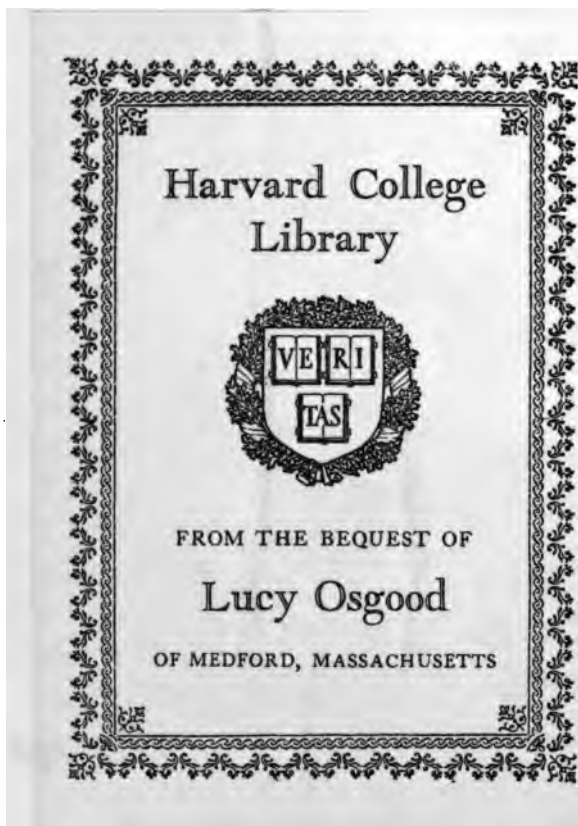 Harvard College
Library
VE RI
TAS
FROM THE BEQUEST OF
Lucy Osgood
OF MEDFORD, MASSACHUSETTS